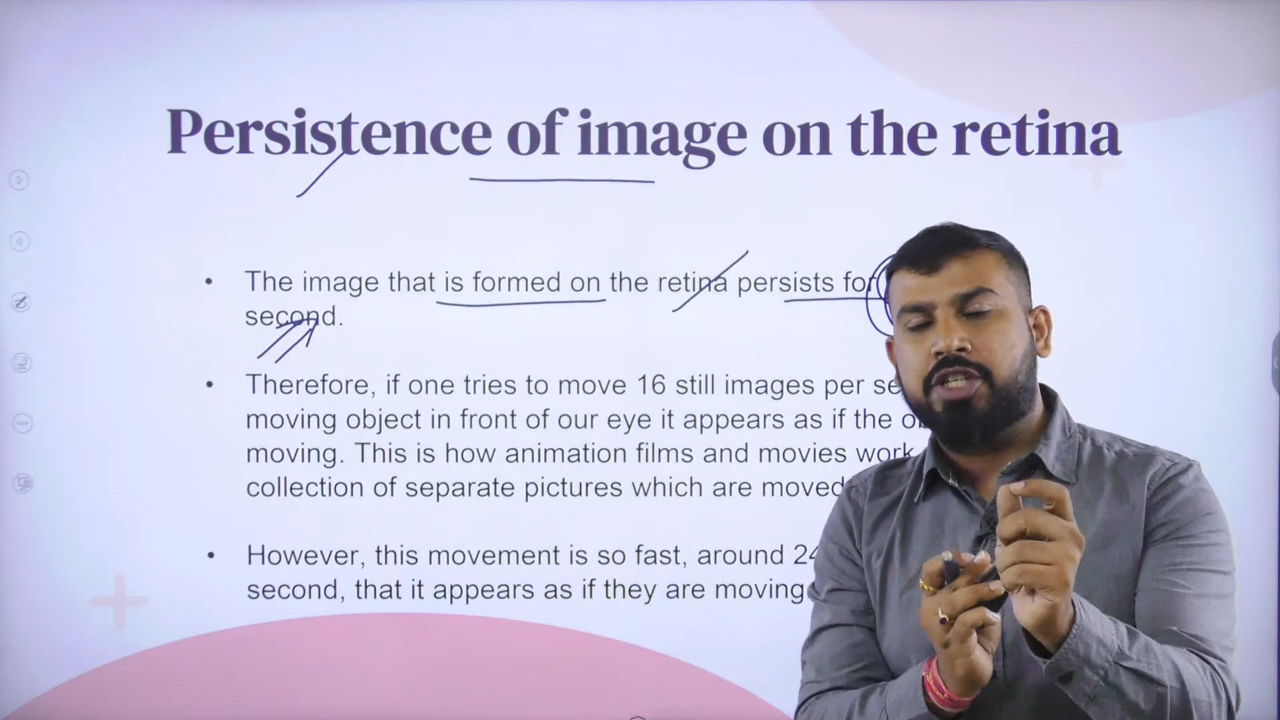 Persistence of image on the retina
• The image that is formed on the retina persists for
second.
• Therefore, if one tries to move 16 still images per
moving object in front of our eye it appears as if the
moving. This is how animation films and movies work
collection of separate pictures which are moved
• However, this movement is so fast, around
second, that it appears as if they are moving